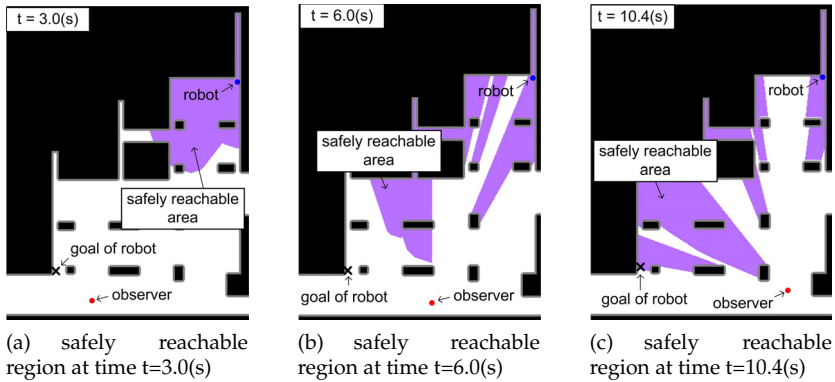 t = 3.0(s)
robot
safely reachable
area
goal of robot
observer
(a) safely reachable
region at time t=3.0(s)
t = 6.0(s)
robot
safely reachable
area
goal of robot
observer
(b) safely reachable
region at time t=6.0(s)
t = 10.4(s)
robot
safely reachable
area
goal of robot
observer
(c) safely reachable
region at time t=10.4(s)